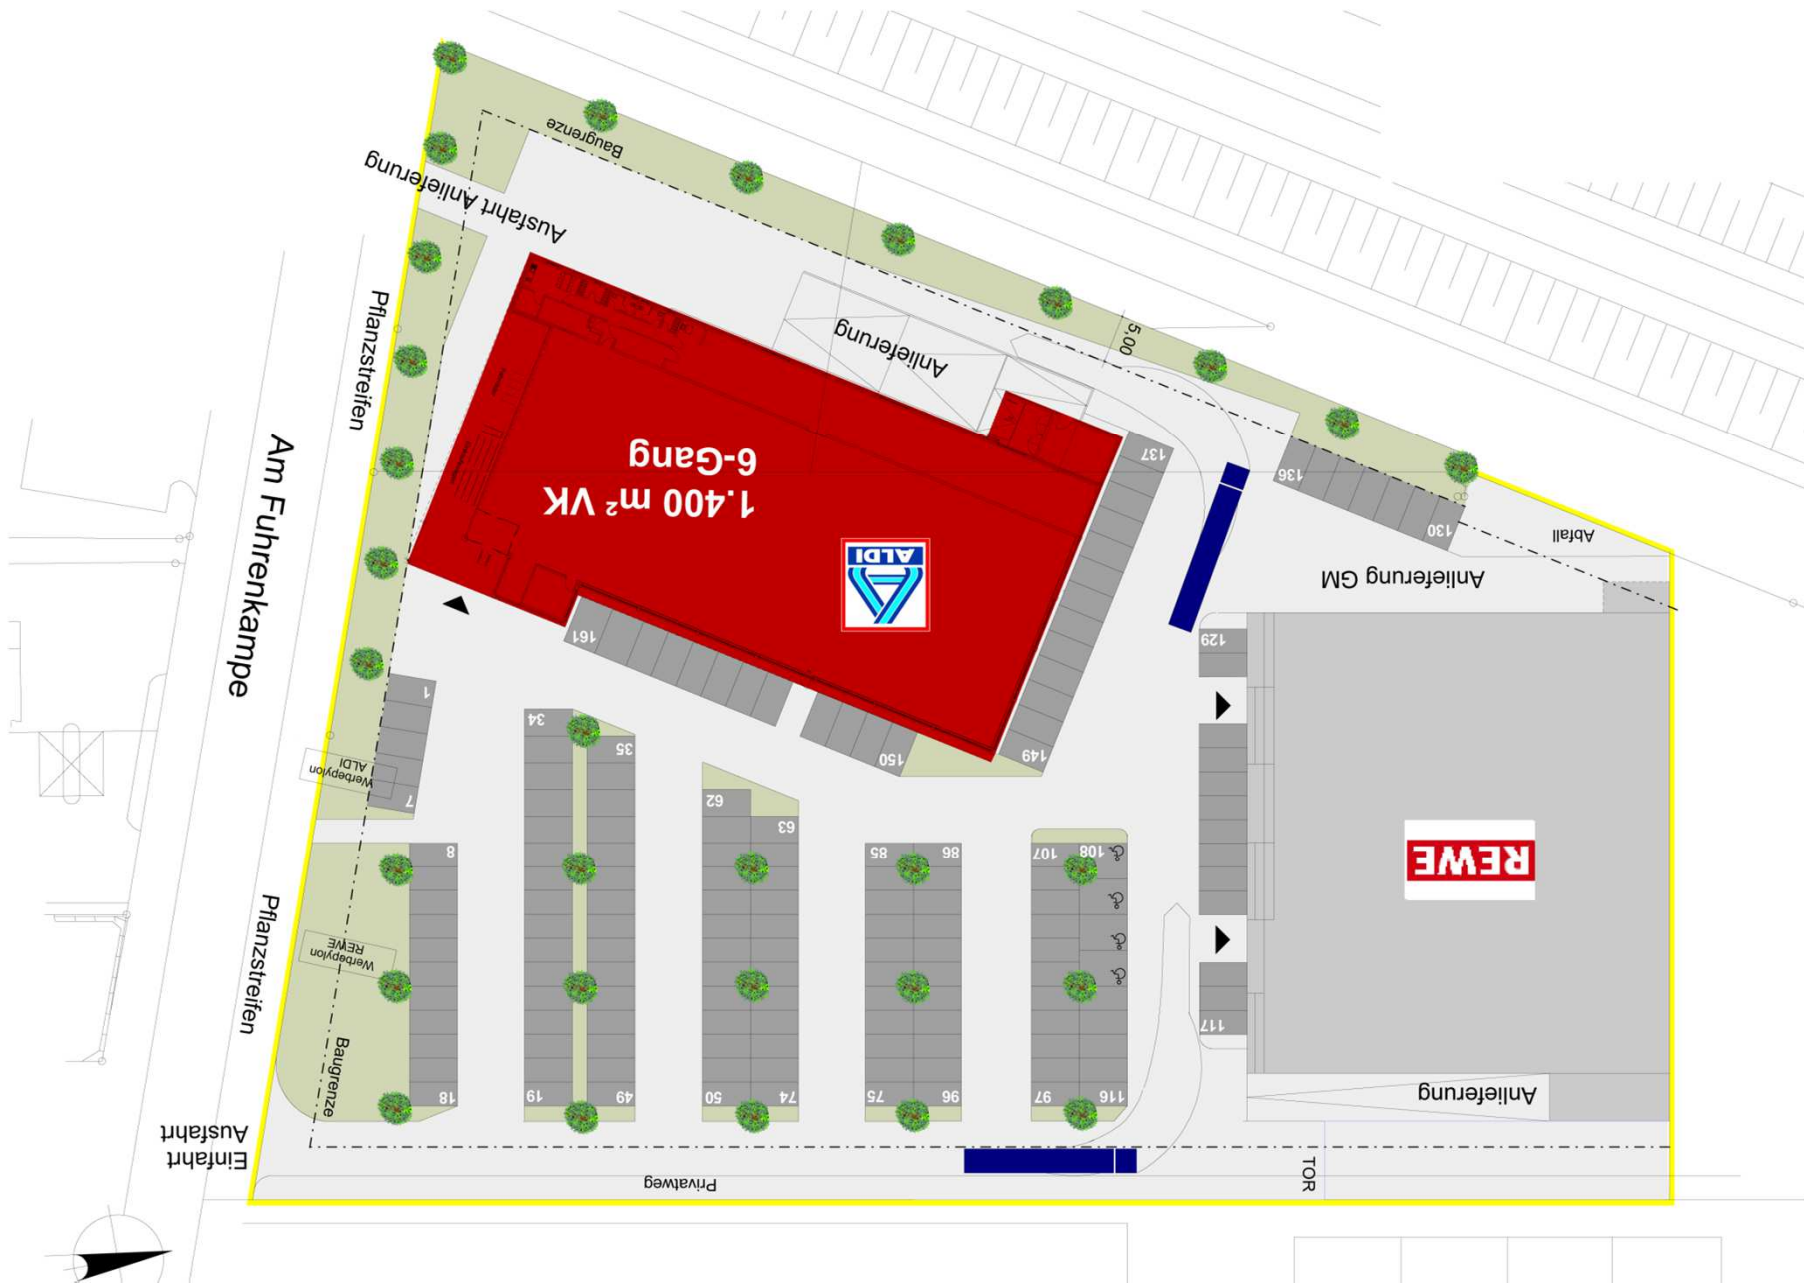 Einfahrt
Ausfahrt
Privatweg
TOR
Anlieferung
Baugrenze
18
19
49
50
74
75
96
97
116
117
Pflanzstreifen
Werbepylon
REWE
8
85
86
107
108
REWE
Werbepylon
ALDI
7
1
34
35
62
63
150
149
161
129
Am Fuhrenkampe
ALDI
1.400 m² VK
6-Gang
Anlieferung GM
Abfall
130
136
137
Pflanzstreifen
Anlieferung
5,00
Ausfahrt Anlieferung
Baugrenze